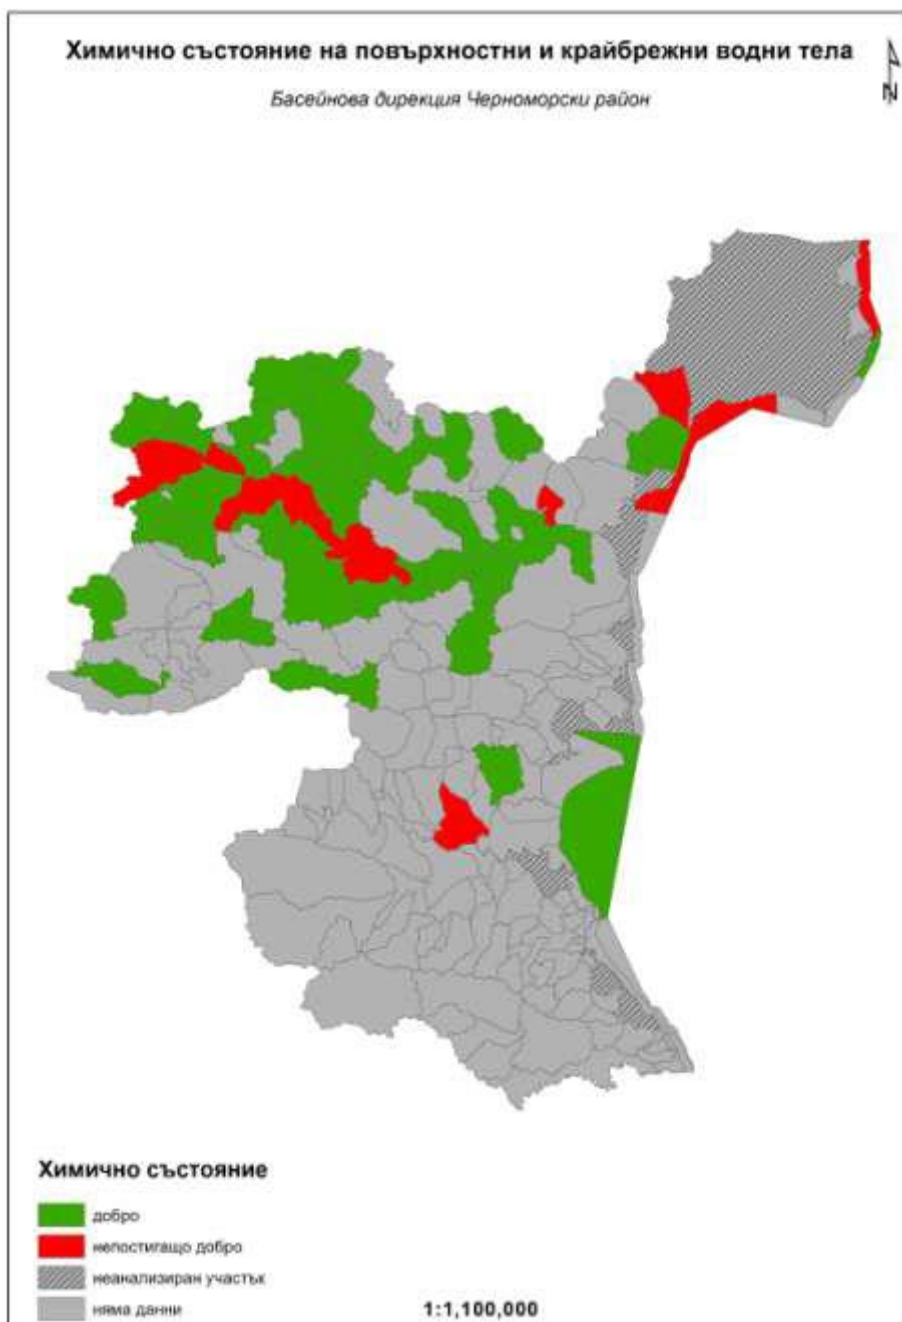 Химично състояние на повърхностни и крайбрежни водни тела
Басейнова дирекция Черноморски район
N
Химично състояние
добро
непостигащо добро
неанализиран участък
няма данни
1:1,100,000